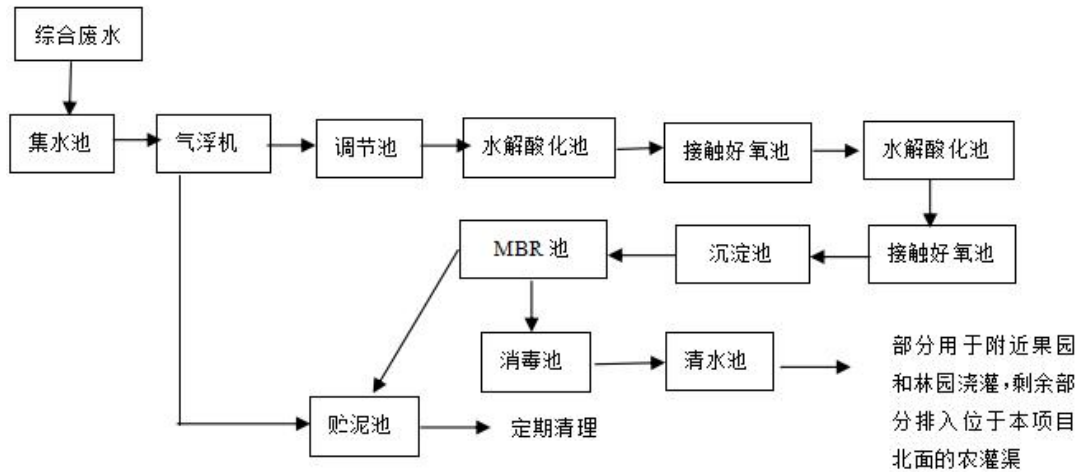 综合废水
集水池
气浮机
调节池
水解酸化池
接触好氧池
水解酸化池
MBR 池
沉淀池
接触好氧池
消毒池
清水池
部分用于附近果园
和林园浇灌,剩余部
分排入位于本项目
北面的农灌渠
贮泥池
定期清理